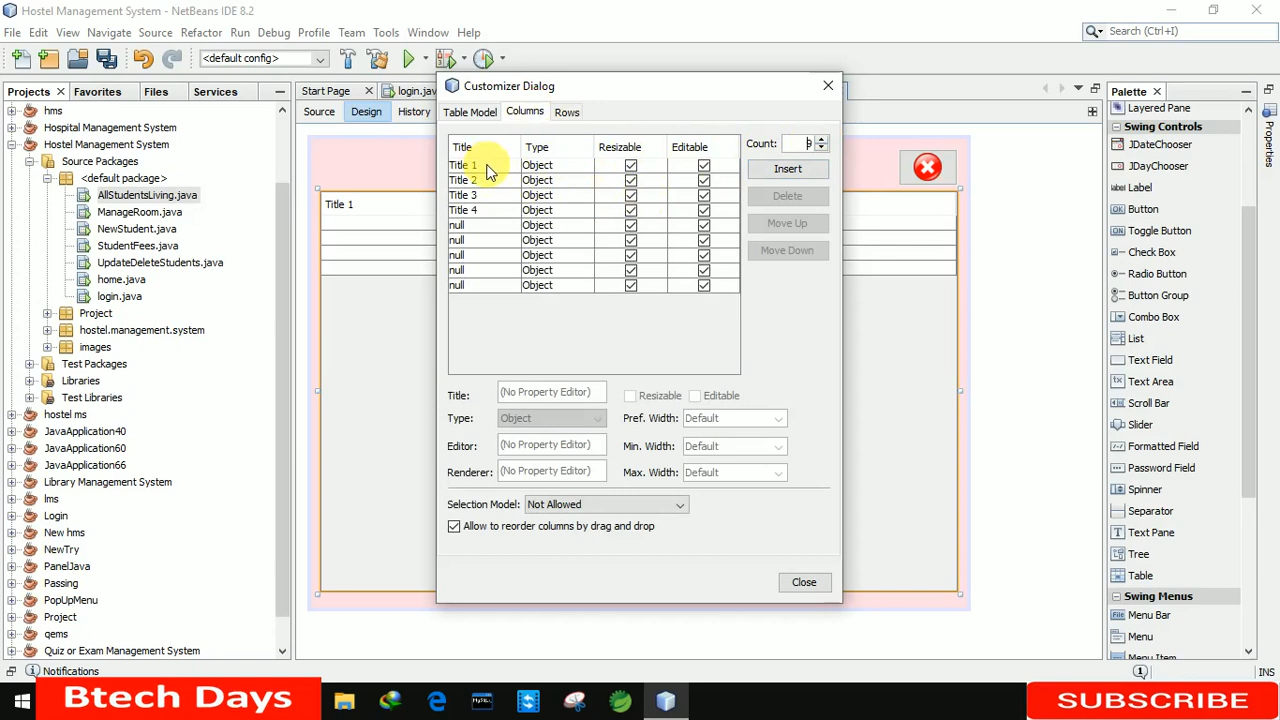 Hostel Management System - NetBeans IDE 8.2
File Edit View Navigate Source Refactor Run Debug Profile Team Tools Window Help
Search (Ctrl+I)
<default config>
Projects Favorites Files Services
Start Page
login.jav
Source Design History
hms
Hospital Management System
Hostel Management System
Source Packages
<default package>
AllStudentsLiving.java
ManageRoom.java
NewStudent.java
StudentFees.java
UpdateDeleteStudents.java
home.java
login.java
Project
hostel.management.system
images
Test Packages
Libraries
Test Libraries
hostel ms
JavaApplication40
JavaApplication60
JavaApplication66
Library Management System
lms
Login
New hms
NewTry
PanelJava
Passing
PopUpMenu
Project
qems
Quiz or Exam Management System
Title 1
Customizer Dialog
Table Model Columns Rows
Title Type Resizable Editable
Title 1 Object
Title 2 Object
Title 3 Object
Title 4 Object
null Object
null Object
null Object
null Object
null Object
Count: 9
Insert
Delete
Move Up
Move Down
Title: (No Property Editor) Resizable Editable
Type: Object Pref. Width: Default
Editor: (No Property Editor) Min. Width: Default
Renderer: (No Property Editor) Max. Width: Default
Selection Model: Not Allowed
Allow to reorder columns by drag and drop
Close
Palette
Layered Pane
Swing Controls
JDateChooser
JDayChooser
Label
Button
Toggle Button
Check Box
Radio Button
Button Group
Combo Box
List
Text Field
Text Area
Scroll Bar
Slider
Formatted Field
Password Field
Spinner
Separator
Text Pane
Tree
Table
Swing Menus
Menu Bar
Menu
Menu Item
Properties
Notifications
INS
Btech Days
SUBSCRIBE